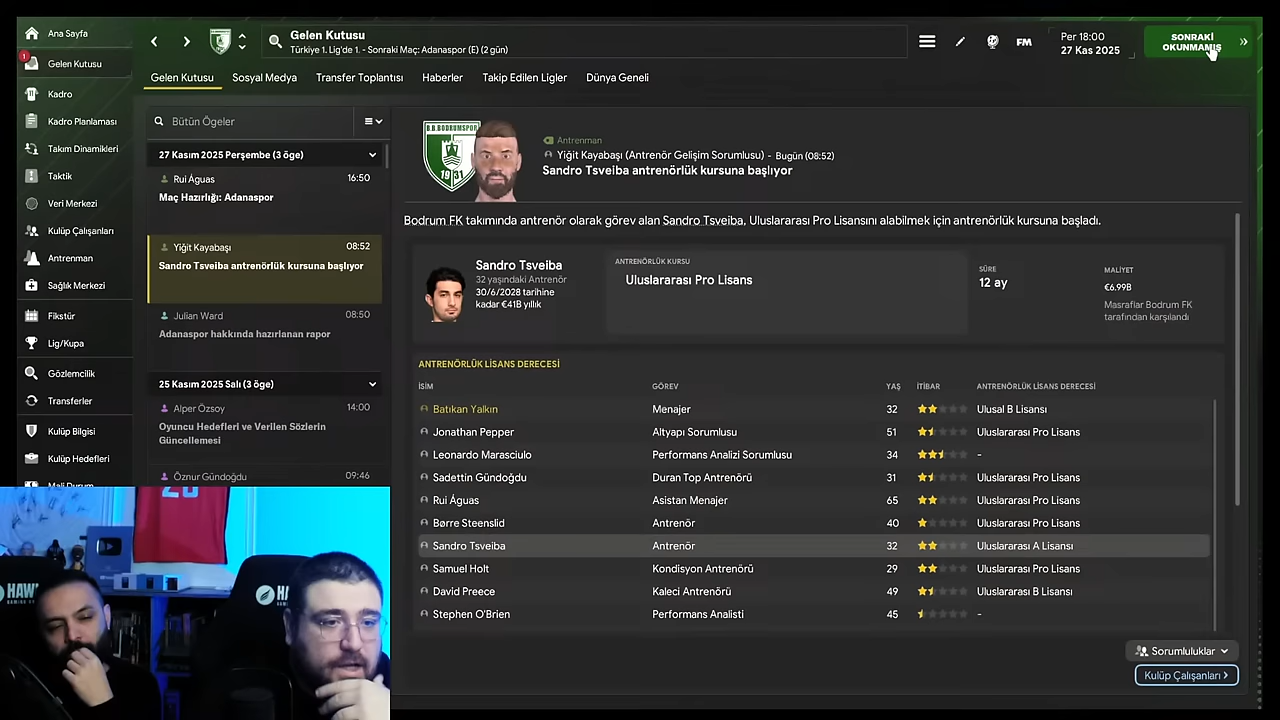 Ana Sayfa
1
Gelen Kutusu
Kadro
Kadro Planlaması
Takım Dinamikleri
Taktik
Veri Merkezi
Kulüp Çalışanları
Antrenman
Sağlık Merkezi
Fikstür
Lig/Kupa
Gözlemcilik
Transferler
Kulüp Bilgisi
Kulüp Hedefleri
Gelen Kutusu
Türkiye 1. Lig'de 1. - Sonraki Maç: Adanaspor (E) (2 gün)
FM
Per 18:00
27 Kas 2025
SONRAKİ
OKUNMAMIŞ
Gelen Kutusu
Sosyal Medya
Transfer Toplantısı
Haberler
Takip Edilen Ligler
Dünya Geneli
Bütün Ögeler
27 Kasım 2025 Perşembe (3 öge)
Rui Águas 16:50
Maç Hazırlığı: Adanaspor
Yiğit Kayabaşı 08:52
Sandro Tsveiba antrenörlük kursuna başlıyor
Julian Ward 08:50
Adanaspor hakkında hazırlanan rapor
25 Kasım 2025 Salı (3 öge)
Alper Özsoy 14:00
Oyuncu Hedefleri ve Verilen Sözlerin
Güncellemesi
Öznur Gündoğdu 09:46
B.B.BODRUMSPOR
19 31
Antrenman
Yiğit Kayabaşı (Antrenör Gelişim Sorumlusu) - Bugün (08:52)
Sandro Tsveiba antrenörlük kursuna başlıyor
Bodrum FK takımında antrenör olarak görev alan Sandro Tsveiba, Uluslararası Pro Lisansını alabilmek için antrenörlük kursuna başladı.
Sandro Tsveiba
32 yaşındaki Antrenör
30/6/2028 tarihine
kadar €41B yıllık
ANTRENÖRLÜK KURSU
Uluslararası Pro Lisans
SÜRE
12 ay
MALİYET
€6.99B
Masraflar Bodrum FK
tarafından karşılandı
ANTRENÖRLÜK LİSANS DERECESİ
İSİM GÖREV YAŞ İTİBAR ANTRENÖRLÜK LİSANS DERECESİ
Batıkan Yalkın Menajer 32 Ulusal B Lisansı
Jonathan Pepper Altyapı Sorumlusu 51 Uluslararası Pro Lisans
Leonardo Marasciulo Performans Analizi Sorumlusu 34 -
Sadettin Gündoğdu Duran Top Antrenörü 31 Uluslararası Pro Lisans
Rui Águas Asistan Menajer 65 Uluslararası Pro Lisans
Børre Steenslid Antrenör 40 Uluslararası Pro Lisans
Sandro Tsveiba Antrenör 32 Uluslararası A Lisansı
Samuel Holt Kondisyon Antrenörü 29 Uluslararası Pro Lisans
David Preece Kaleci Antrenörü 49 Uluslararası B Lisansı
Stephen O'Brien Performans Analisti 45 -
Sorumluluklar
Kulüp Çalışanları